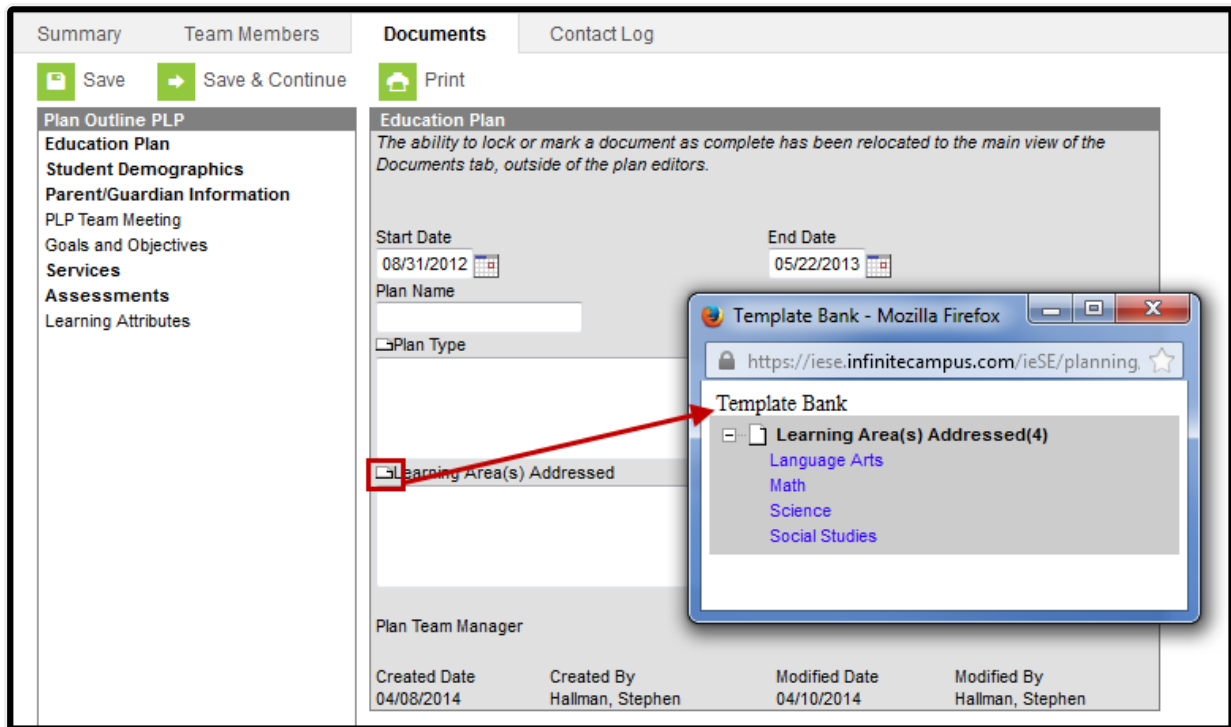 Summary Team Members Documents Contact Log
Save Save & Continue Print
Plan Outline PLP
Education Plan
Student Demographics
Parent/Guardian Information
PLP Team Meeting
Goals and Objectives
Services
Assessments
Learning Attributes
Education Plan
The ability to lock or mark a document as complete has been relocated to the main view of the
Documents tab, outside of the plan editors.
Start Date End Date
08/31/2012 05/22/2013
Plan Name
Plan Type
Learning Area(s) Addressed
Plan Team Manager
Created Date Created By Modified Date Modified By
04/08/2014 Hallman, Stephen 04/10/2014 Hallman, Stephen
Template Bank - Mozilla Firefox
https://iese.infinitecampus.com/ieSE/planning.
Template Bank
Learning Area(s) Addressed(4)
Language Arts
Math
Science
Social Studies